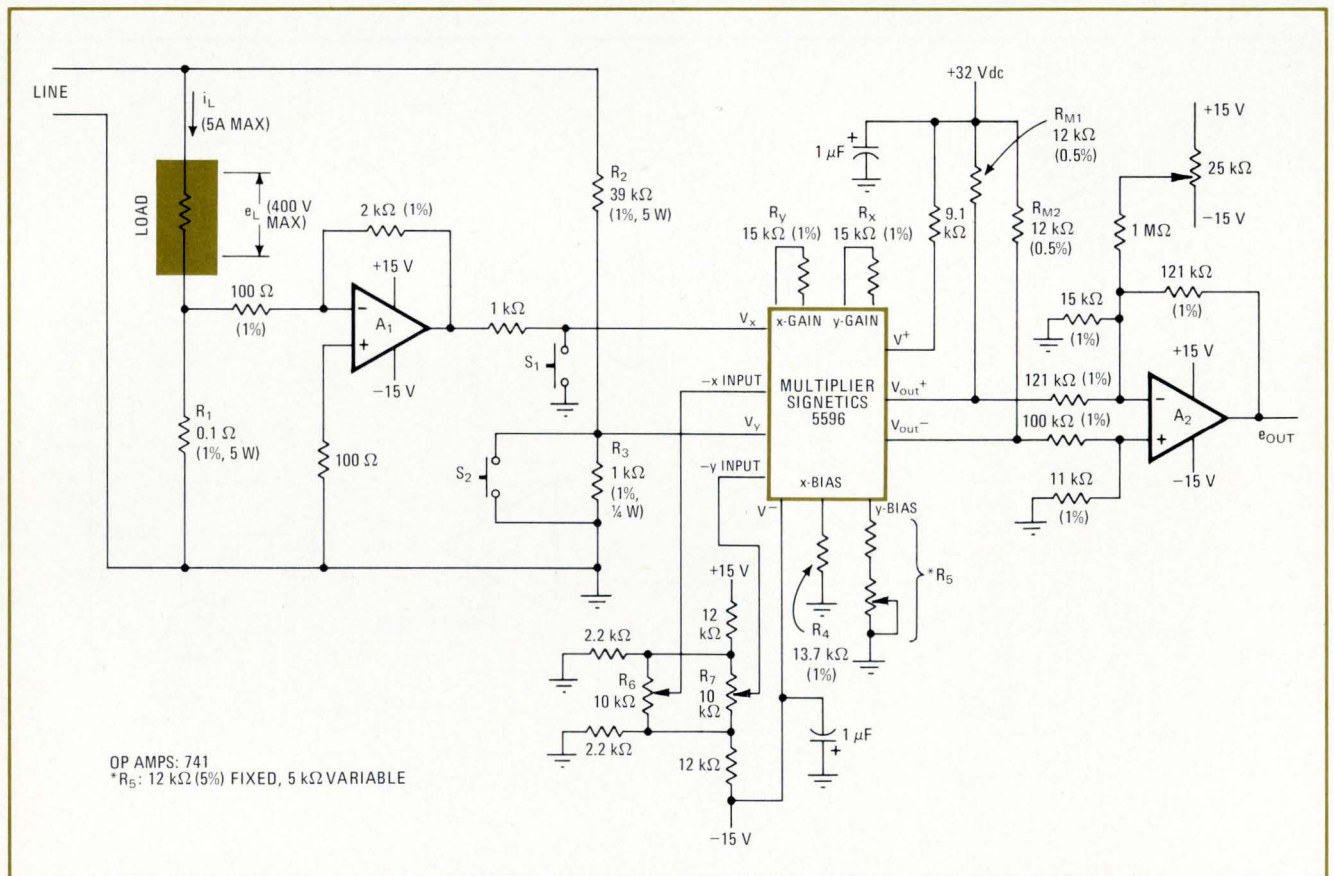 LINE
i_L
(5A MAX)
LOAD
e_L
(400 V
MAX)
2 kΩ (1%)
100 Ω
(1%)
+15 V
−
A₁
+
−15 V
R₁
0.1 Ω
(1%, 5 W)
100 Ω
1 kΩ
S₁
R₂
39 kΩ
(1%, 5 W)
S₂
R₃
1 kΩ
(1%,
¼ W)
V_x
−x INPUT
V_y
−y INPUT
R_y
15 kΩ (1%)
R_x
15 kΩ (1%)
x-GAIN
y-GAIN
V⁺
MULTIPLIER
SIGNETICS
5596
V_out⁺
V_out⁻
x-BIAS
V⁻
y-BIAS
*R₅
R₄
13.7 kΩ
(1%)
+32 Vdc
1 µF
+
9.1
kΩ
R_M1
12 kΩ
(0.5%)
R_M2
12 kΩ
(0.5%)
+15 V
25 kΩ
−15 V
1 MΩ
121 kΩ
(1%)
15 kΩ
(1%)
121 kΩ (1%)
100 kΩ (1%)
11 kΩ
(1%)
+15 V
−
A₂
+
−15 V
e_OUT
+15 V
12
kΩ
2.2 kΩ
R₆
10 kΩ
R₇
10
kΩ
2.2 kΩ
12 kΩ
−15 V
1 µF
+
OP AMPS: 741
*R₅: 12 kΩ (5%) FIXED, 5 kΩ VARIABLE